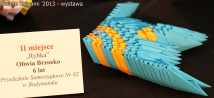 2013 - wystawa
II miejsce
„Rybka"
Oliwia Brzosko
6 lat
Przedszkole Samorządowe Nr 62
w Białymstoku